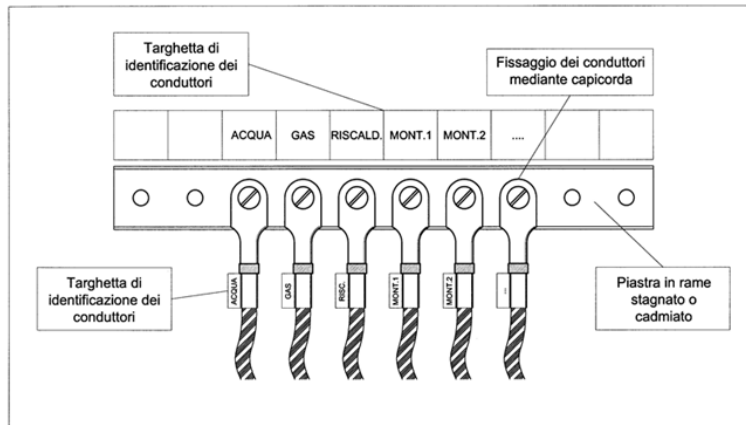 Targhetta di
identificazione dei
conduttori
Fissaggio dei conduttori
mediante capicorda
ACQUA GAS RISCALD. MONT.1 MONT.2 ....
Targhetta di
identificazione dei
conduttori
ACQUA
GAS
RISC.
MONT.1
MONT.2
...
Piastra in rame
stagnato o
cadmiato